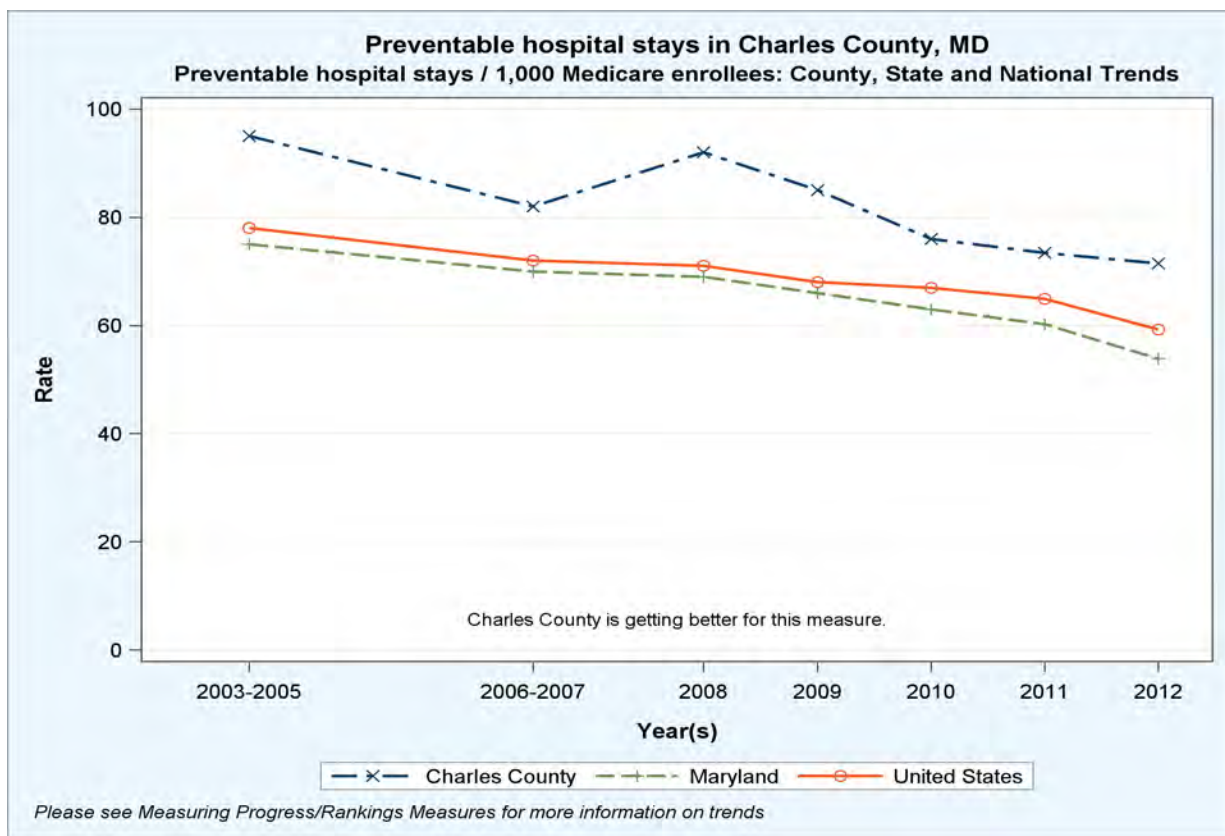 Preventable hospital stays in Charles County, MD
Preventable hospital stays / 1,000 Medicare enrollees: County, State and National Trends
100
80
60
40
20
0
Rate
Charles County is getting better for this measure.
2003-2005 2006-2007 2008 2009 2010 2011 2012
Year(s)
Charles County Maryland United States
Please see Measuring Progress/Rankings Measures for more information on trends